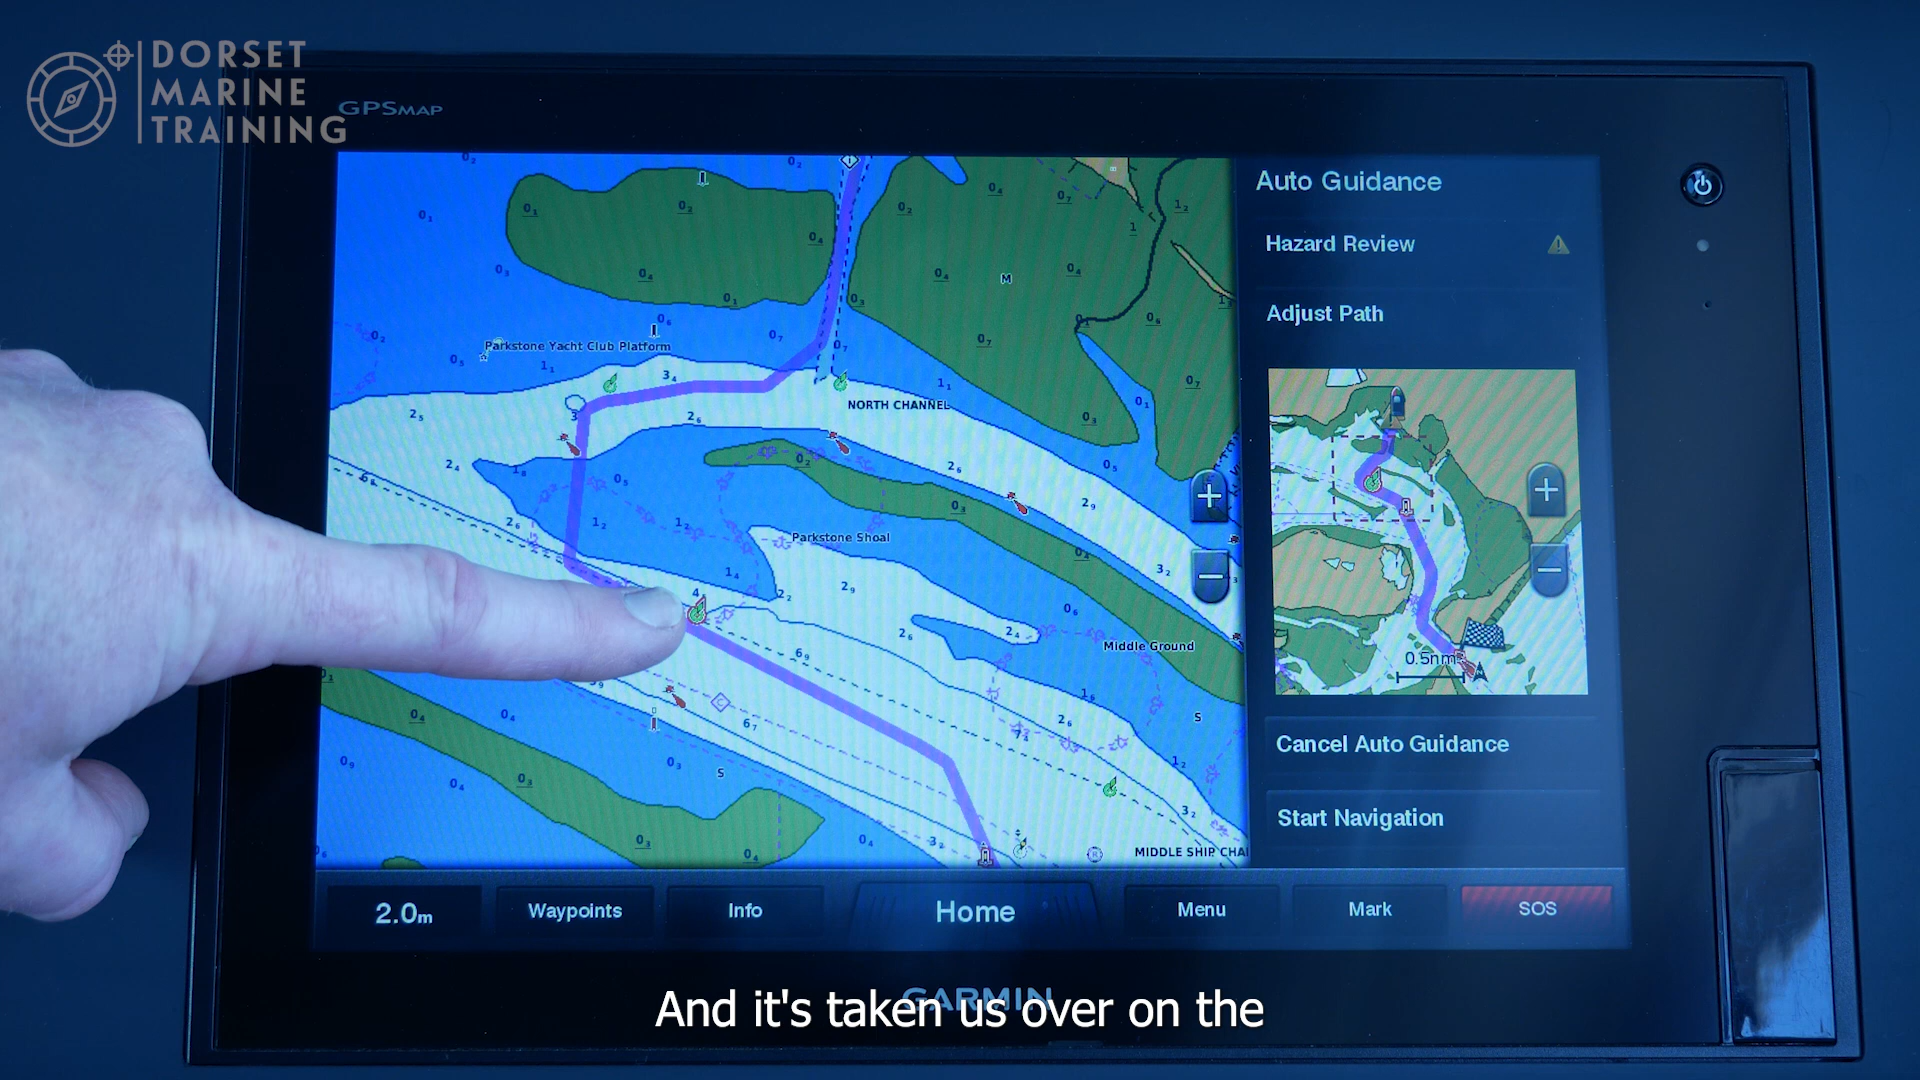 DORSET
MARINE
TRAINING
GPSMAP
Auto Guidance
Hazard Review
Adjust Path
Parkstone Yacht Club Platform
NORTH CHANNEL
Parkstone Shoal
Middle Ground
MIDDLE SHIP CHA
0.5nm
Cancel Auto Guidance
Start Navigation
2.0m
Waypoints
Info
Home
Menu
Mark
SOS
GARMIN
And it's taken us over on the